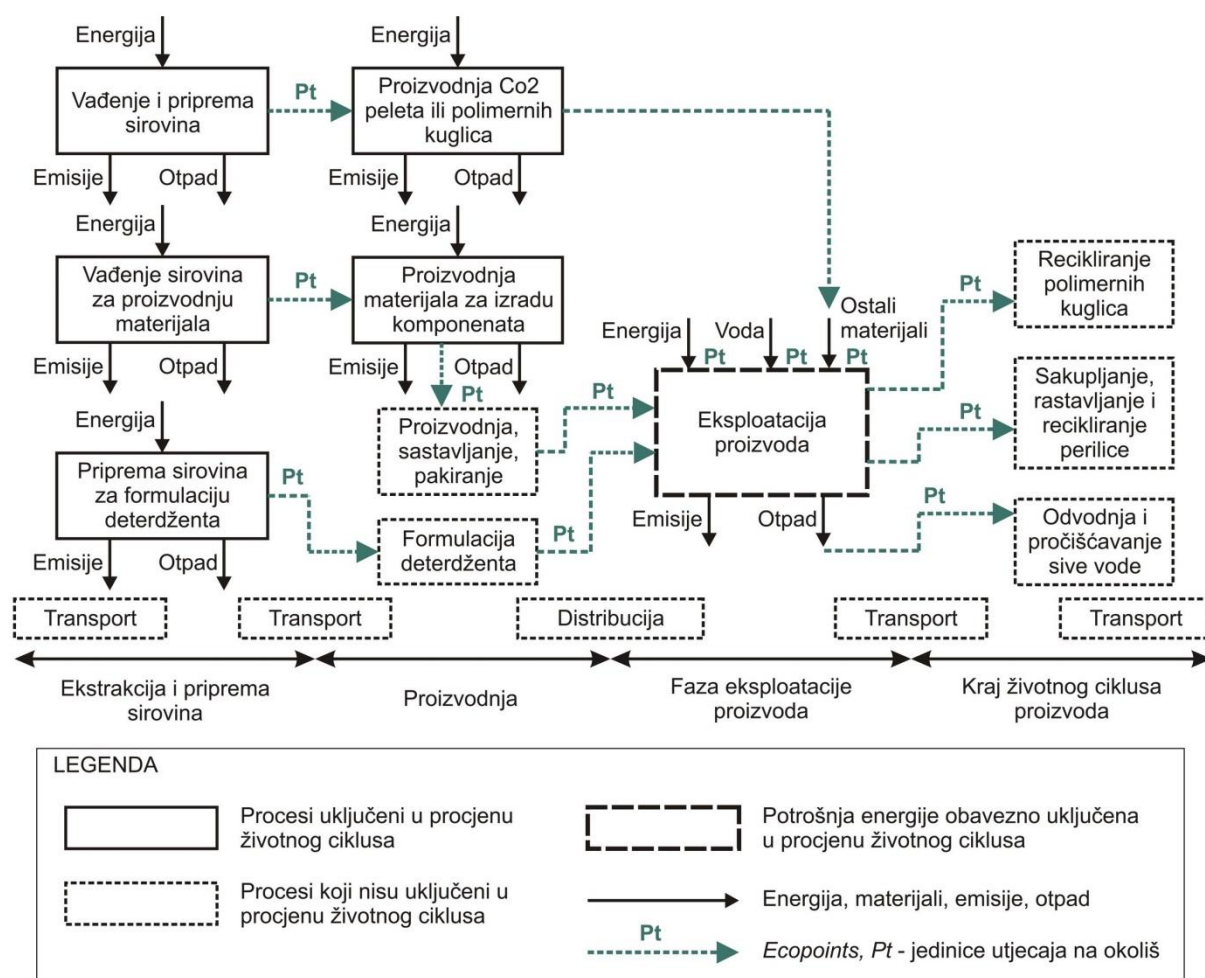 Energija
Energija
Vađenje i priprema
sirovina
Pt
Proizvodnja Co2
peleta ili polimernih
kuglica
Emisije
Otpad
Emisije
Otpad
Energija
Energija
Vađenje sirovina
za proizvodnju
materijala
Pt
Proizvodnja
materijala za izradu
komponenata
Recikliranje
polimernih
kuglica
Pt
Energija
Voda
Ostali
materijali
Pt
Pt
Pt
Emisije
Otpad
Emisije
Otpad
Pt
Energija
Proizvodnja,
sastavljanje,
pakiranje
Pt
Eksploatacija
proizvoda
Pt
Sakupljanje,
rastavljanje i
recikliranje
perilice
Priprema sirovina
za formulaciju
deterdženta
Pt
Formulacija
deterdženta
Pt
Emisije
Otpad
Pt
Odvodnja i
pročišćavanje
sive vode
Emisije
Otpad
Transport
Transport
Distribucija
Transport
Transport
Ekstrakcija i priprema
sirovina
Proizvodnja
Faza eksploatacije
proizvoda
Kraj životnog ciklusa
proizvoda
LEGENDA
Procesi uključeni u procjenu
životnog ciklusa
Potrošnja energije obavezno uključena
u procjenu životnog ciklusa
Procesi koji nisu uključeni u
procjenu životnog ciklusa
Energija, materijali, emisije, otpad
Pt
Ecopoints, Pt - jedinice utjecaja na okoliš